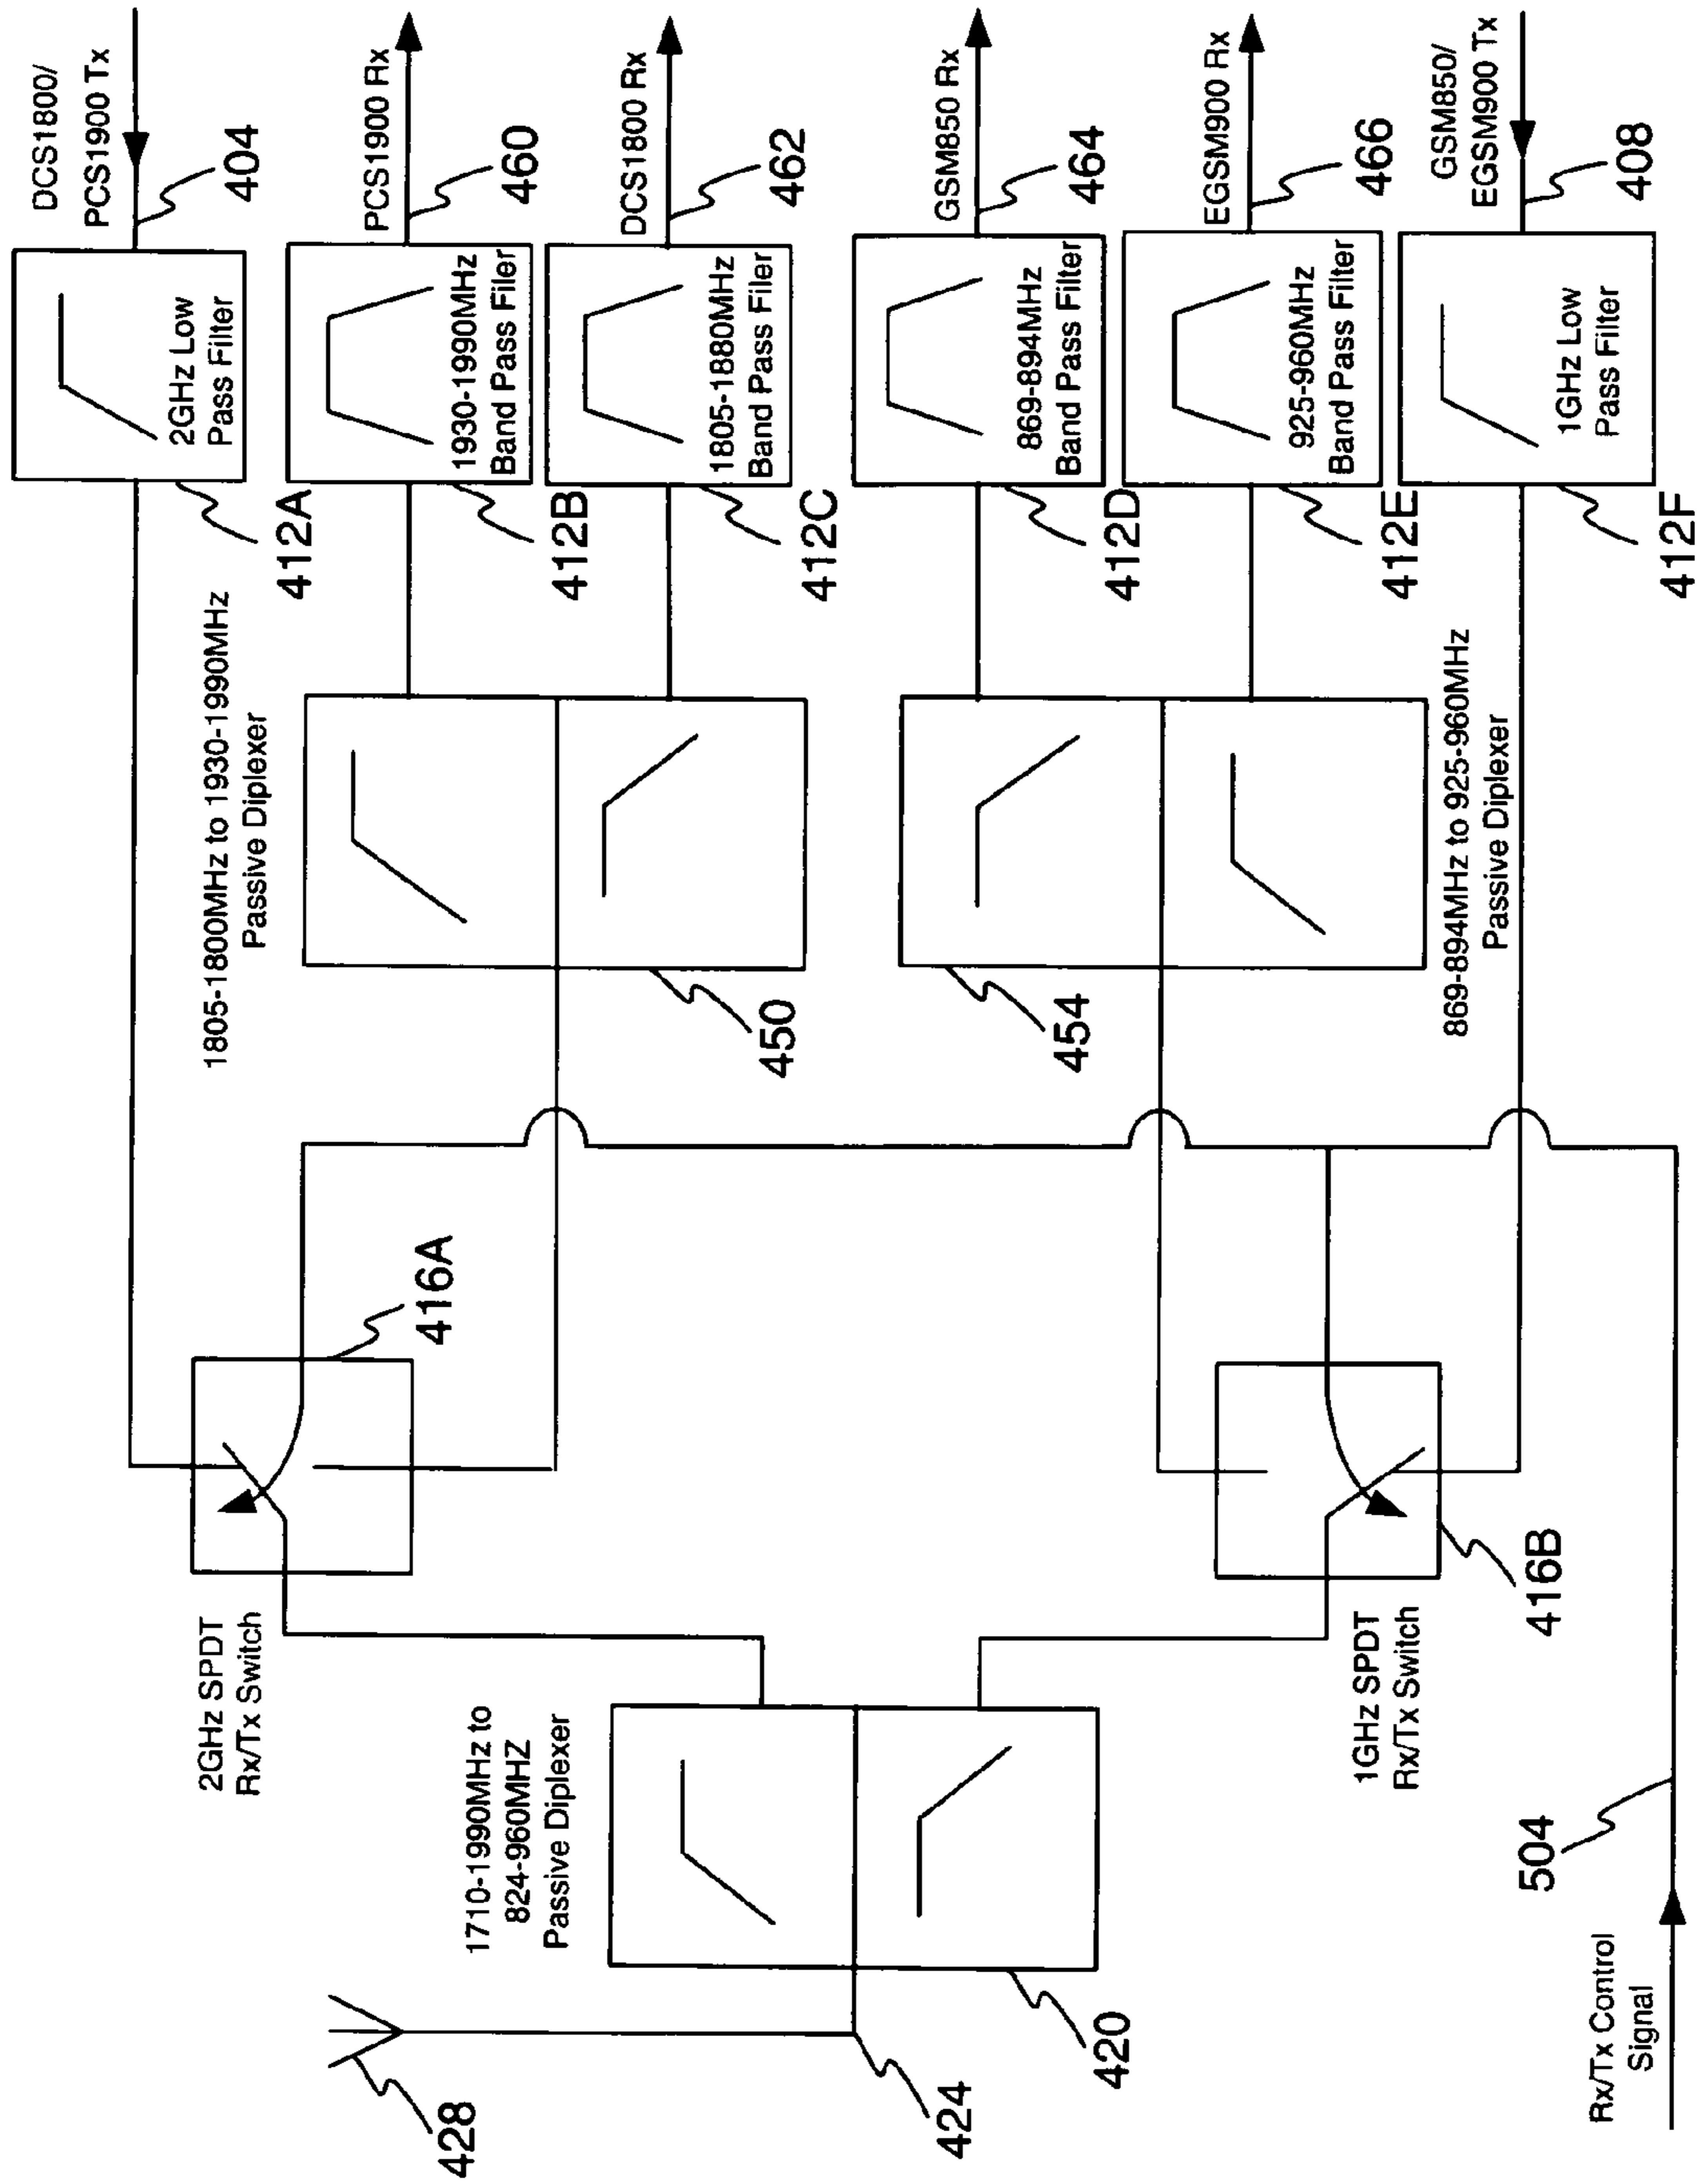 DCS1800/
PCS1900 Tx
404
2GHz Low
Pass Filter
412A
PCS1900 Rx
460
1930-1990MHz
Band Pass Filer
412B
DCS1800 Rx
462
1805-1880MHz
Band Pass Filer
412C
GSM850 Rx
464
869-894MHz
Band Pass Filter
412D
EGSM900 Rx
466
925-960MHz
Band Pass Filter
412E
GSM850/
EGSM900 Tx
408
1GHz Low
Pass Filter
412F
1805-1800MHz to 1930-1990MHz
Passive Diplexer
450
454
869-894MHz to 925-960MHz
Passive Diplexer
416A
2GHz SPDT
Rx/Tx Switch
416B
1GHz SPDT
Rx/Tx Switch
1710-1990MHz to
824-960MHZ
Passive Diplexer
420
424
428
504
Rx/Tx Control
Signal